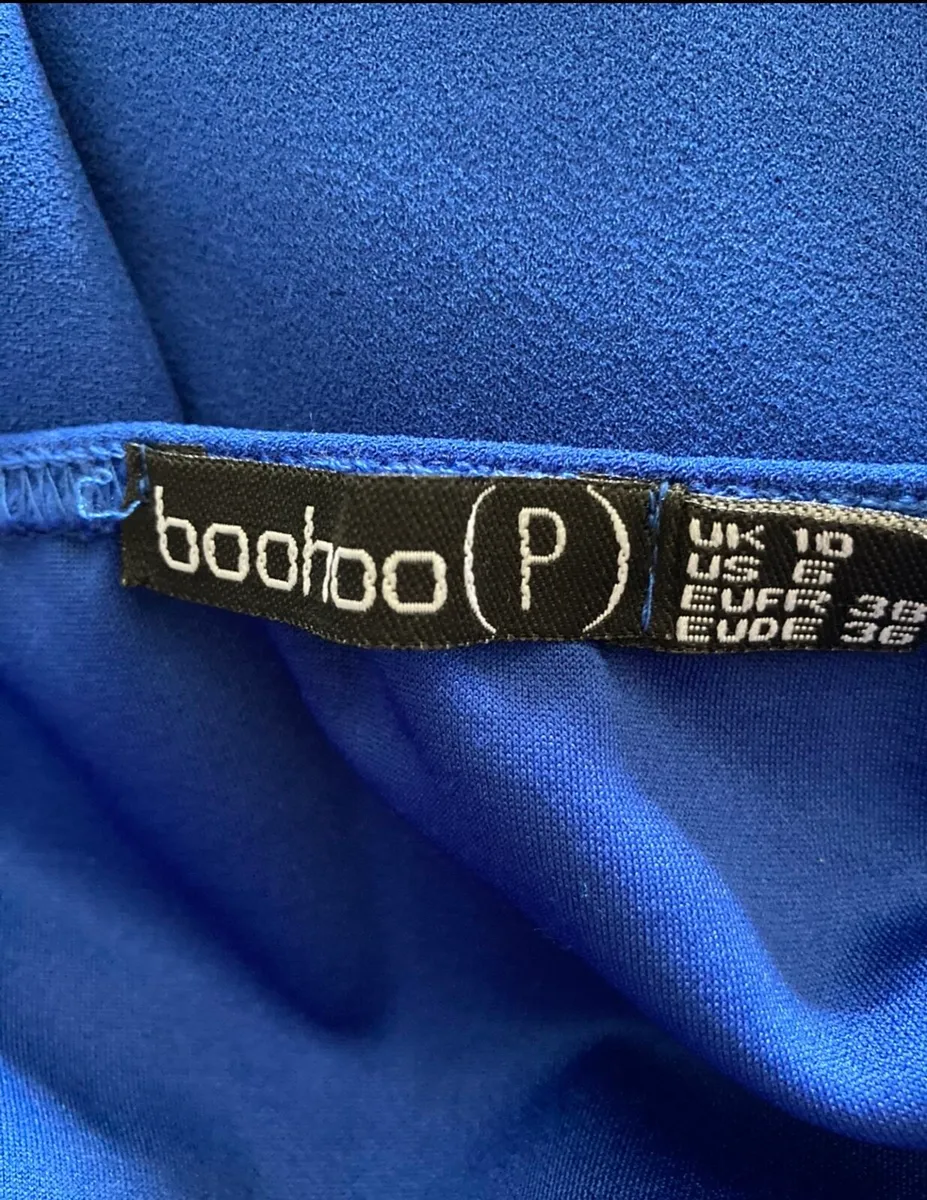 boohoo (P)
UK 10
US 6
EUFR 38
EUDE 36